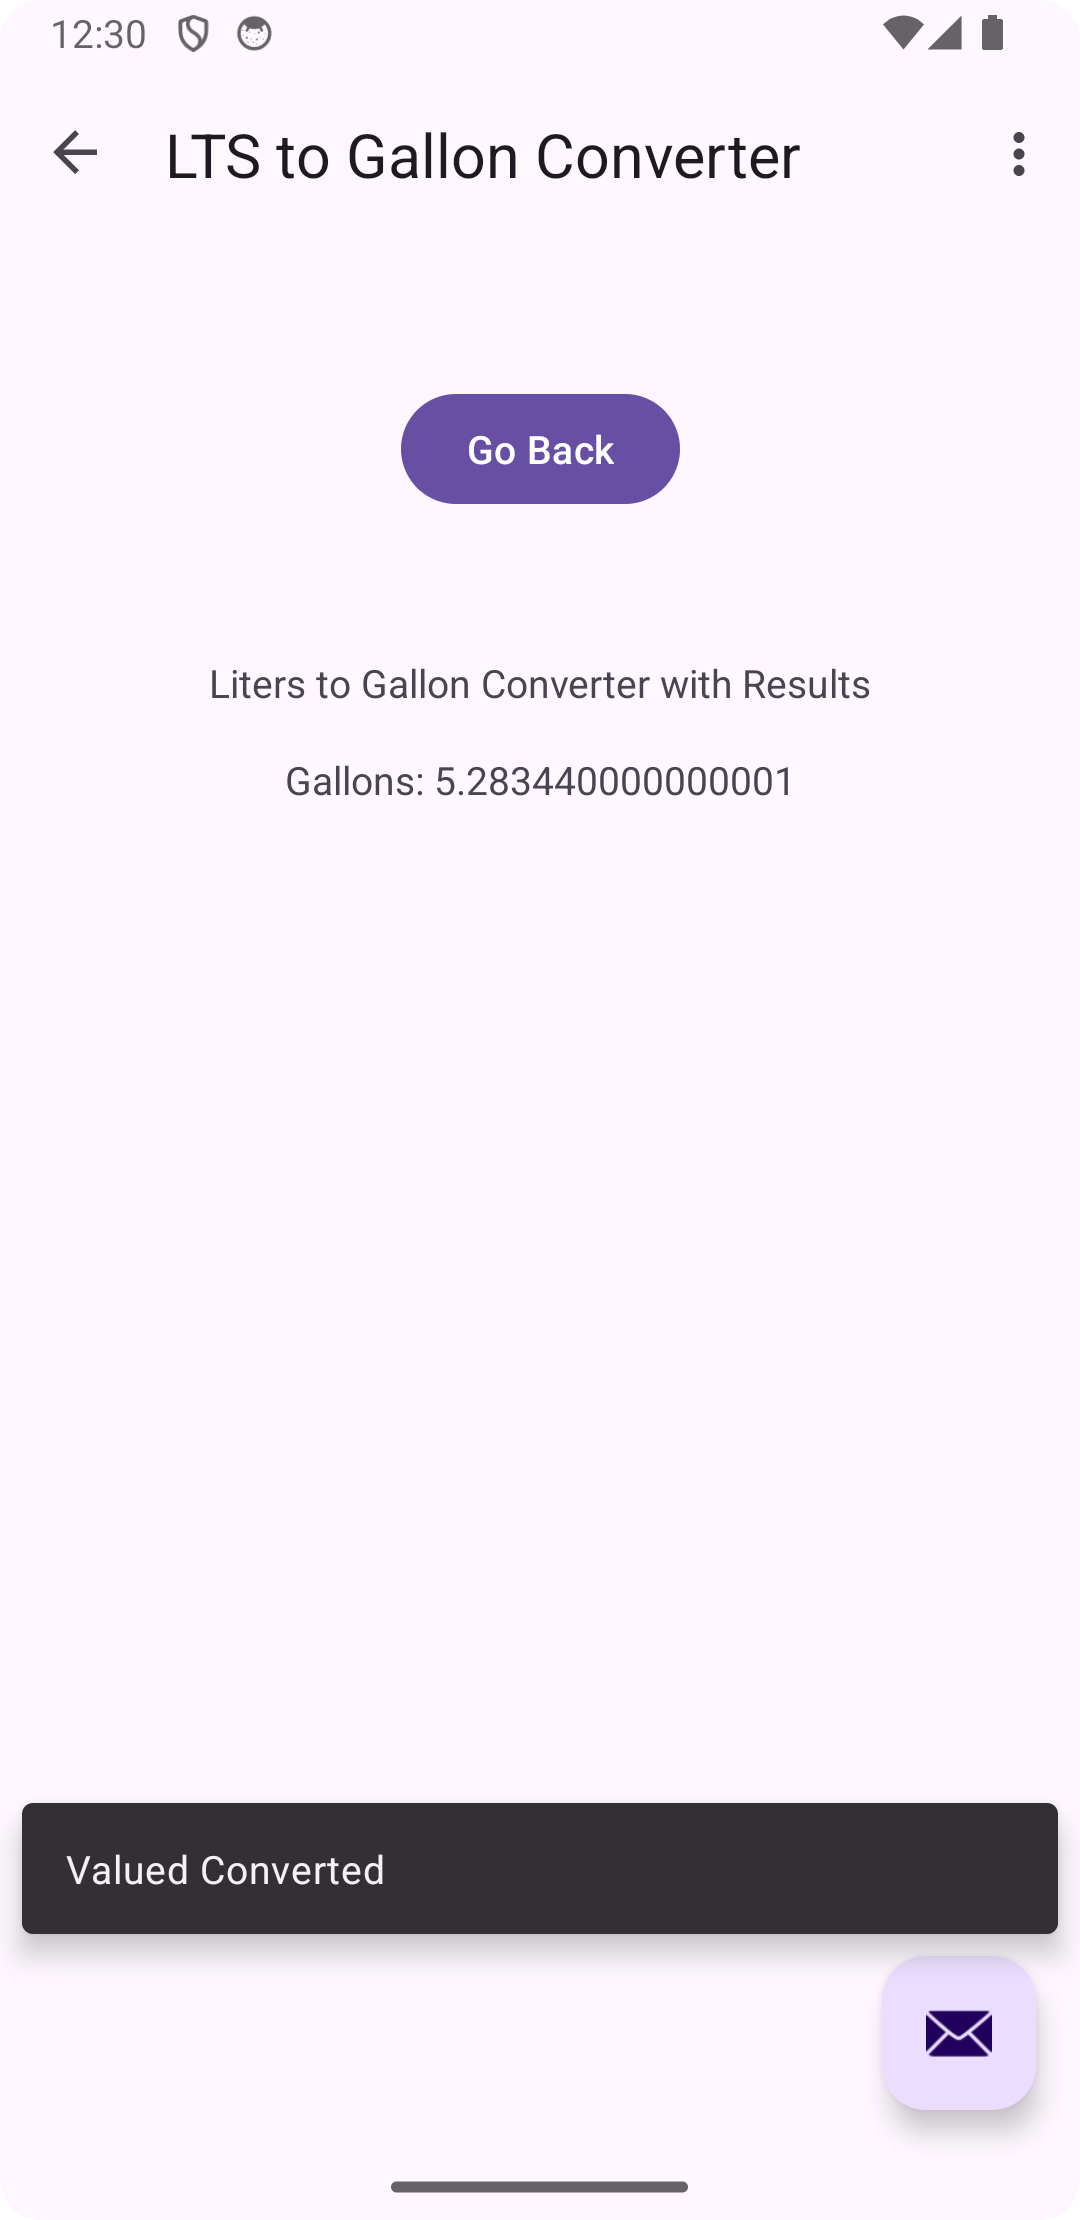 12:30
LTS to Gallon Converter
Go Back
Liters to Gallon Converter with Results
Gallons: 5.283440000000001
Valued Converted